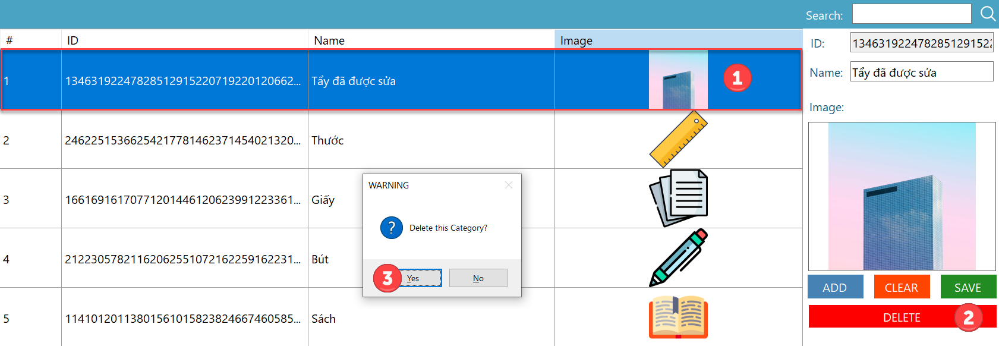 Search:
# ID Name Image
1 13463192247828512915220719220120662... Tẩy đã được sửa 1
2 24622515366254217781462371454021320... Thước
3 16616916170771201446120623991223361... Giấy
4 21223057821162062551072162259162231... Bút
5 11410120113801561015823824667460585... Sách
WARNING
? Delete this Category?
3 Yes No
ID: 1346319224782851291522
Name: Tẩy đã được sửa
Image:
ADD CLEAR SAVE
DELETE 2